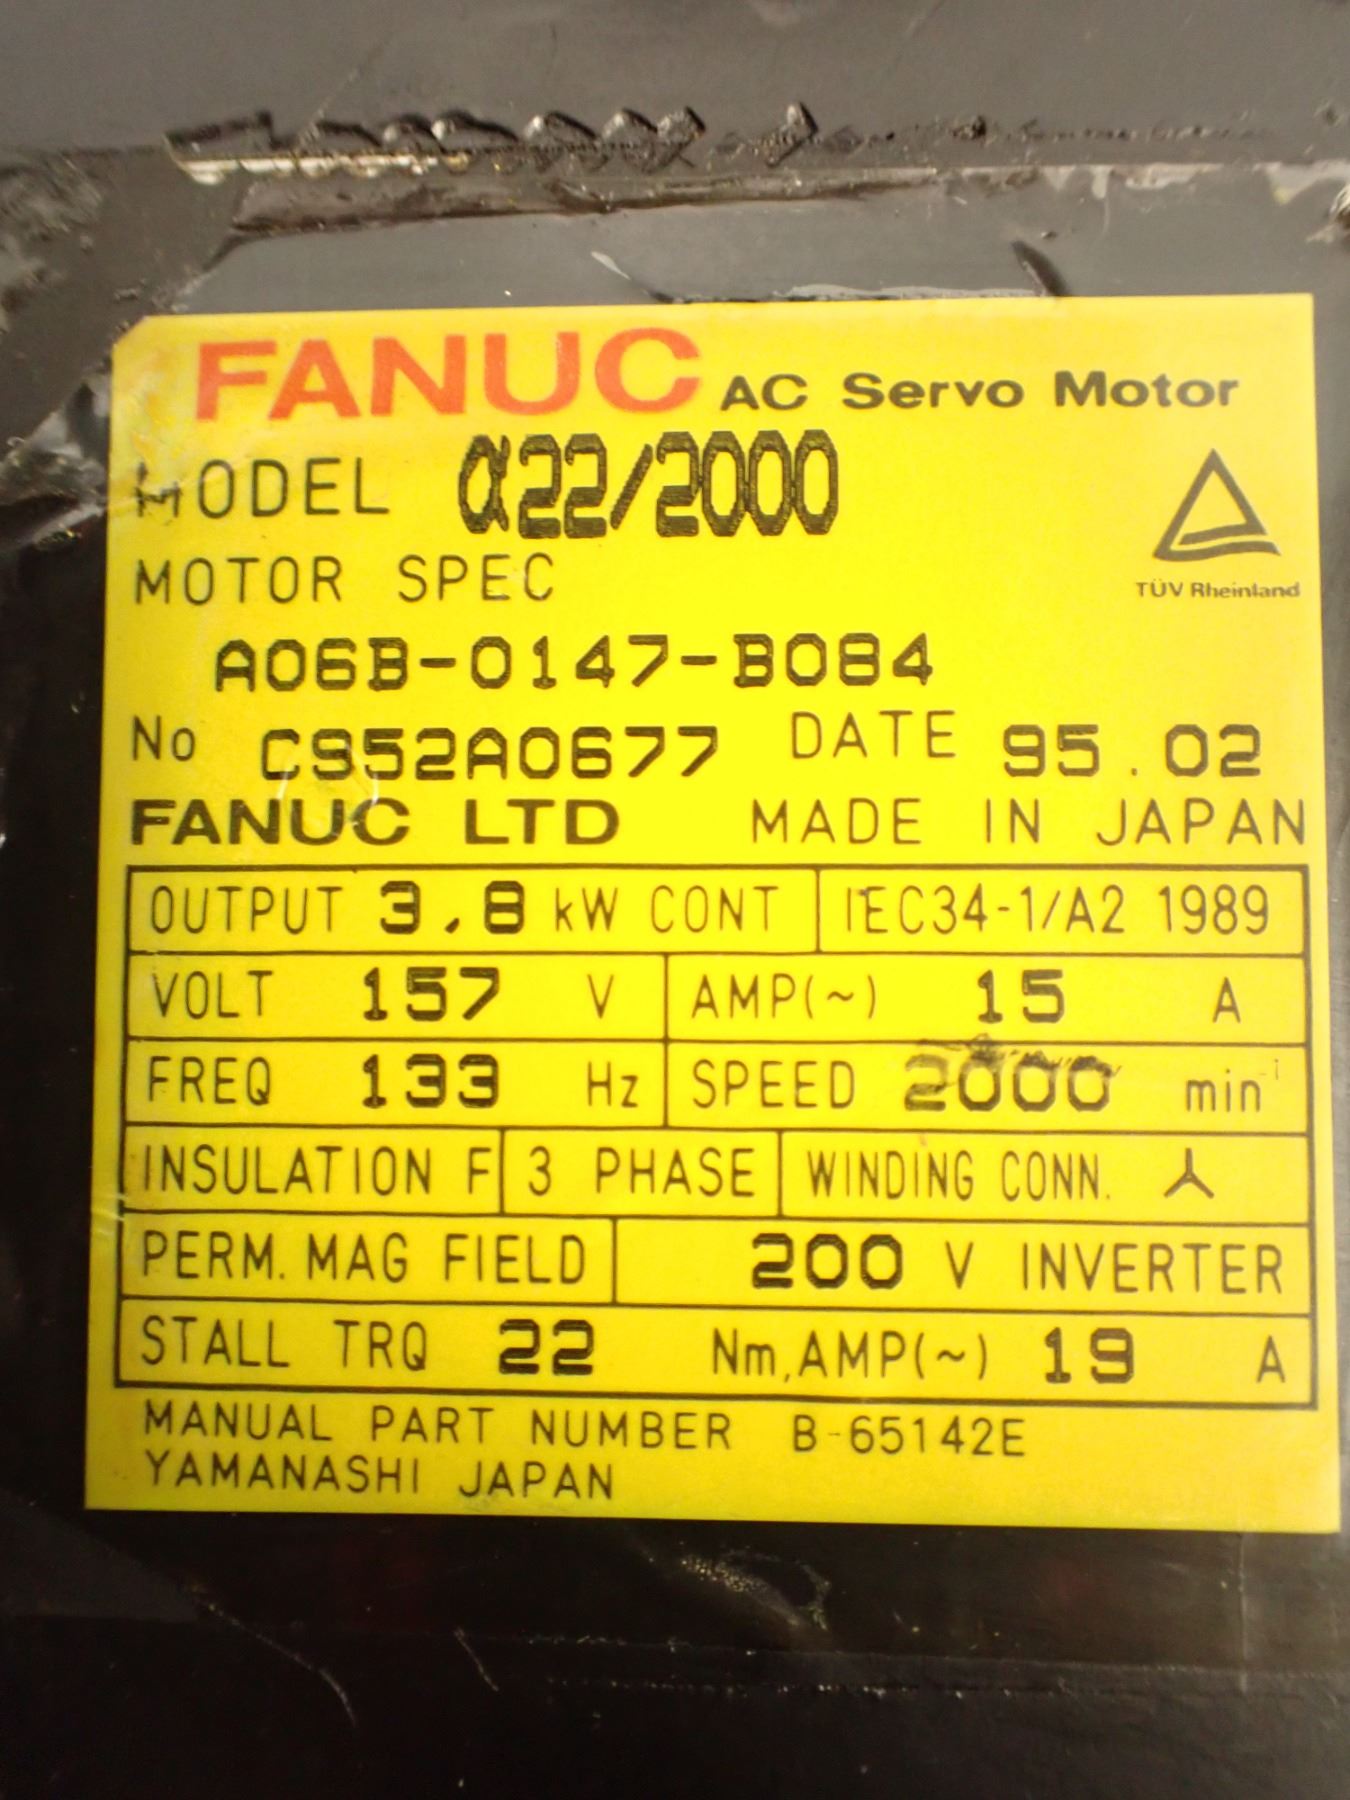 FANUC AC Servo Motor
MODEL α22/2000
TÜV Rheinland
MOTOR SPEC
A06B-0147-B084
No C952A0677 DATE 95.02
FANUC LTD MADE IN JAPAN
OUTPUT 3.8 kW CONT IEC34-1/A2 1989
VOLT 157 V AMP(~) 15 A
FREQ 133 Hz SPEED 2000 min⁻¹
INSULATION F 3 PHASE WINDING CONN.
PERM. MAG FIELD 200 V INVERTER
STALL TRQ 22 Nm, AMP(~) 19 A
MANUAL PART NUMBER B-65142E
YAMANASHI JAPAN